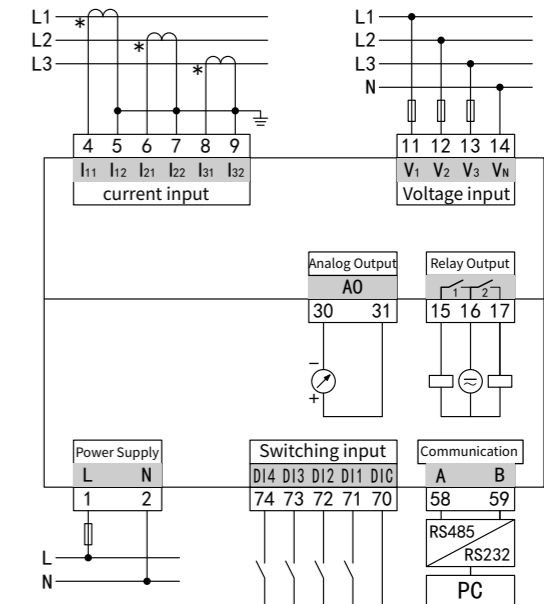 L1 L1
L2 L2
L3 L3
N
* * *
4 5 6 7 8 9 11 12 13 14
I11 I12 I21 I22 I31 I32 V1 V2 V3 VN
current input Voltage input
Analog Output Relay Output
AO 1 2
30 31 15 16 17
−
+
Power Supply Switching input Communication
L N DI4 DI3 DI2 DI1 DIC A B
1 2 74 73 72 71 70 58 59
RS485
RS232
L
N
PC